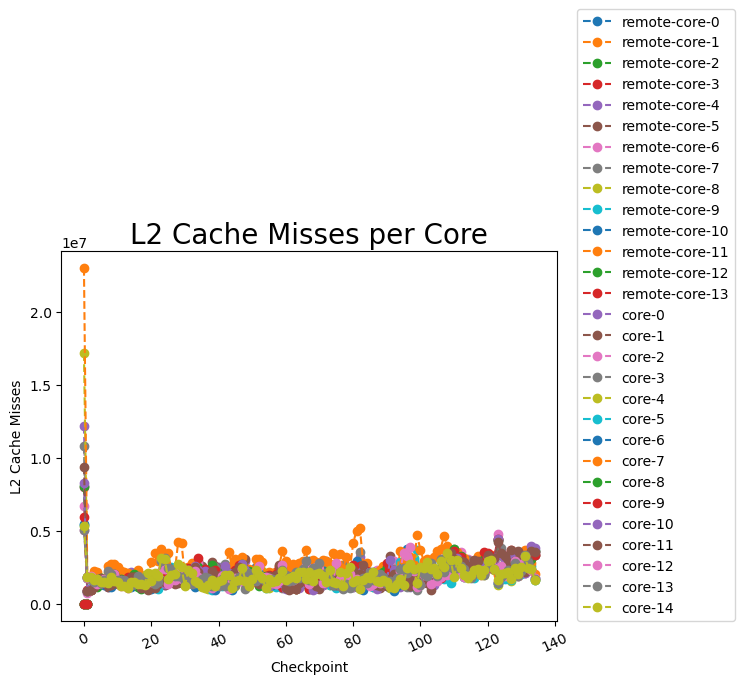 L2 Cache Misses per Core
1e7
2.0
1.5
1.0
0.5
0.0
L2 Cache Misses
0
20
40
60
80
100
120
140
Checkpoint
remote-core-0
remote-core-1
remote-core-2
remote-core-3
remote-core-4
remote-core-5
remote-core-6
remote-core-7
remote-core-8
remote-core-9
remote-core-10
remote-core-11
remote-core-12
remote-core-13
core-0
core-1
core-2
core-3
core-4
core-5
core-6
core-7
core-8
core-9
core-10
core-11
core-12
core-13
core-14